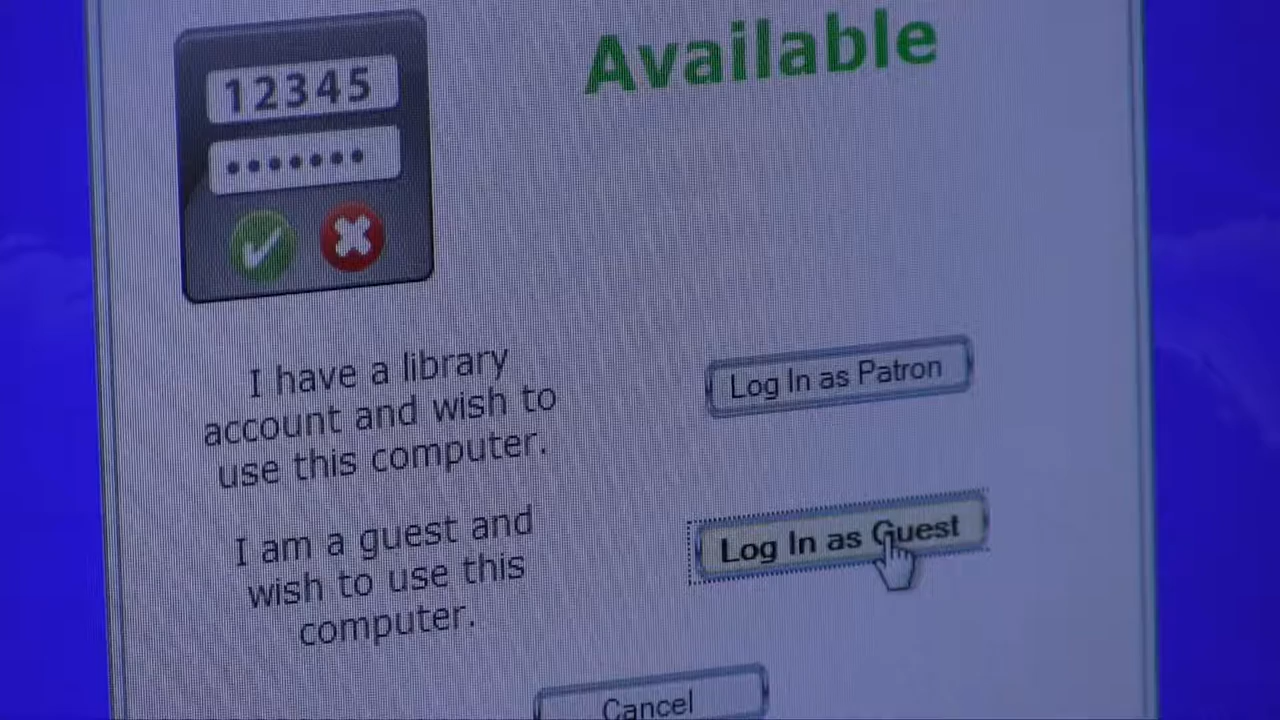 12345
Available
I have a library
account and wish to
use this computer.
Log In as Patron
I am a guest and
wish to use this
computer.
Log In as Guest
Cancel